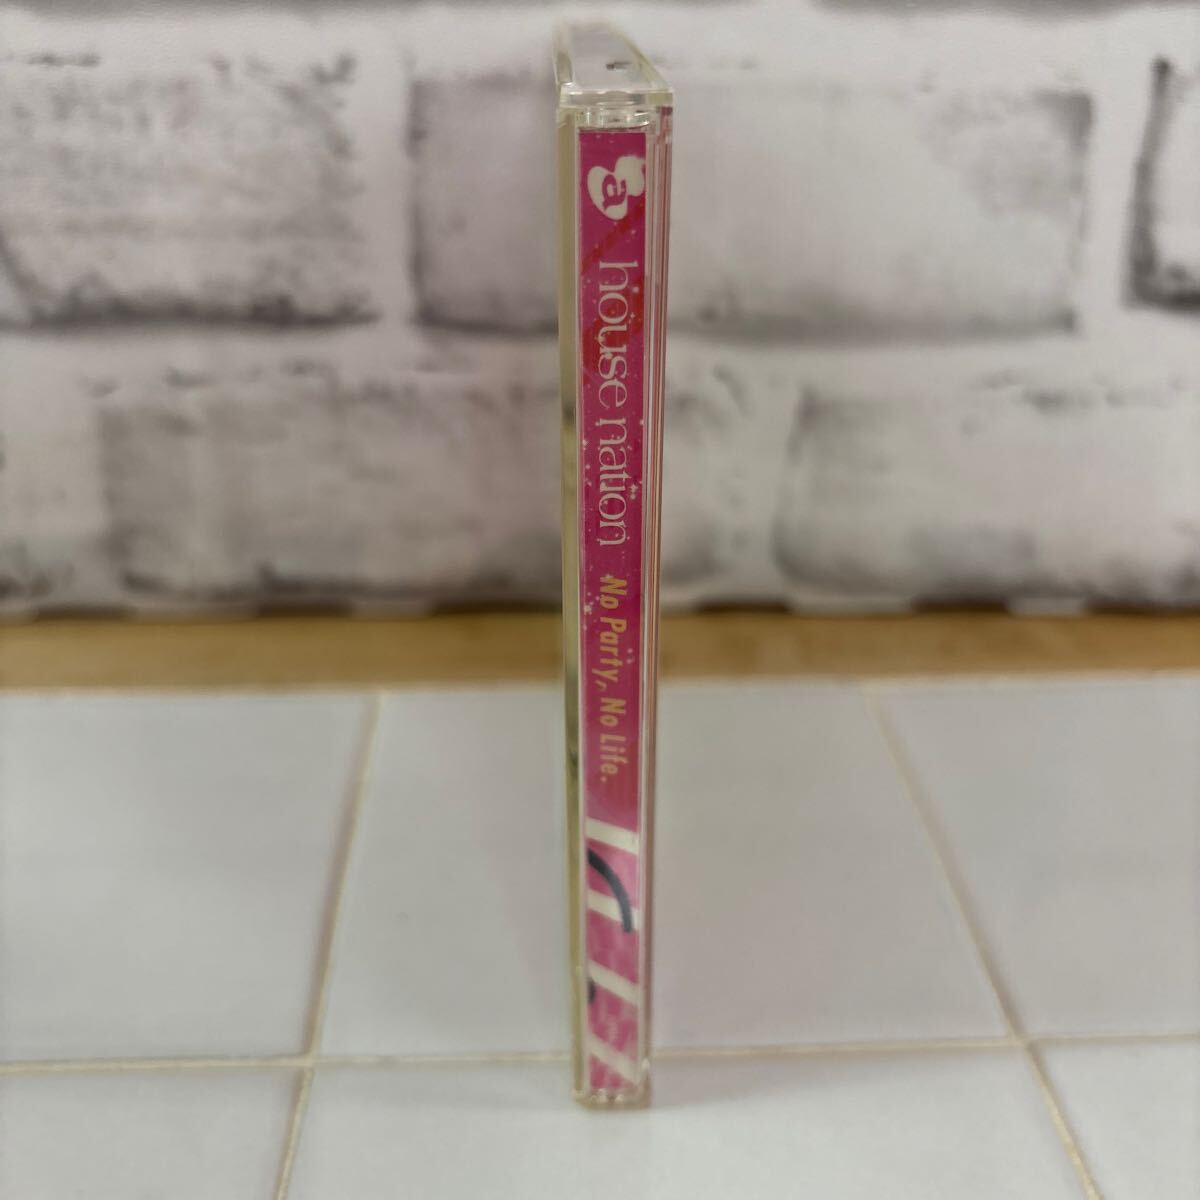 a
house nation
No Party, No Life.